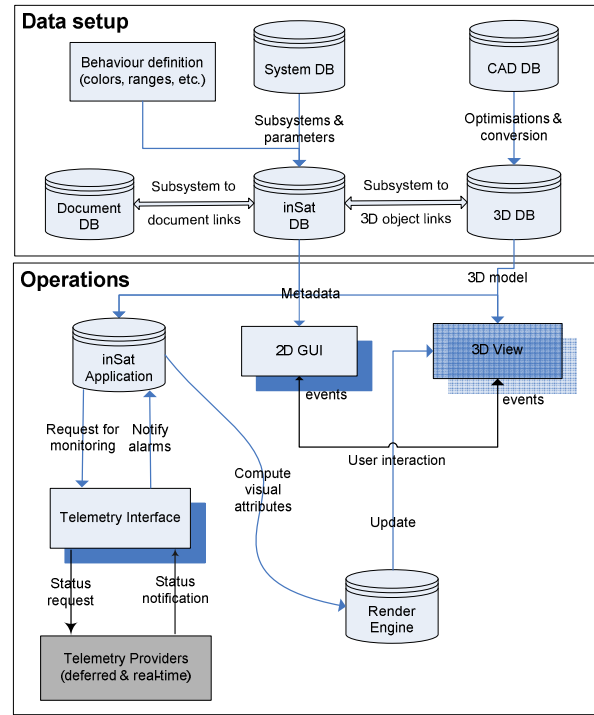 Data setup
Behaviour definition
(colors, ranges, etc.)
System DB
CAD DB
Subsystems &
parameters
Optimisations &
conversion
Document
DB
Subsystem to
document links
inSat
DB
Subsystem to
3D object links
3D DB
Operations
Metadata
3D model
inSat
Application
2D GUI
3D View
events
events
Request for
monitoring
Notify
alarms
User interaction
Compute
visual
attributes
Telemetry Interface
Update
Status
request
Status
notification
Render
Engine
Telemetry Providers
(deferred & real-time)